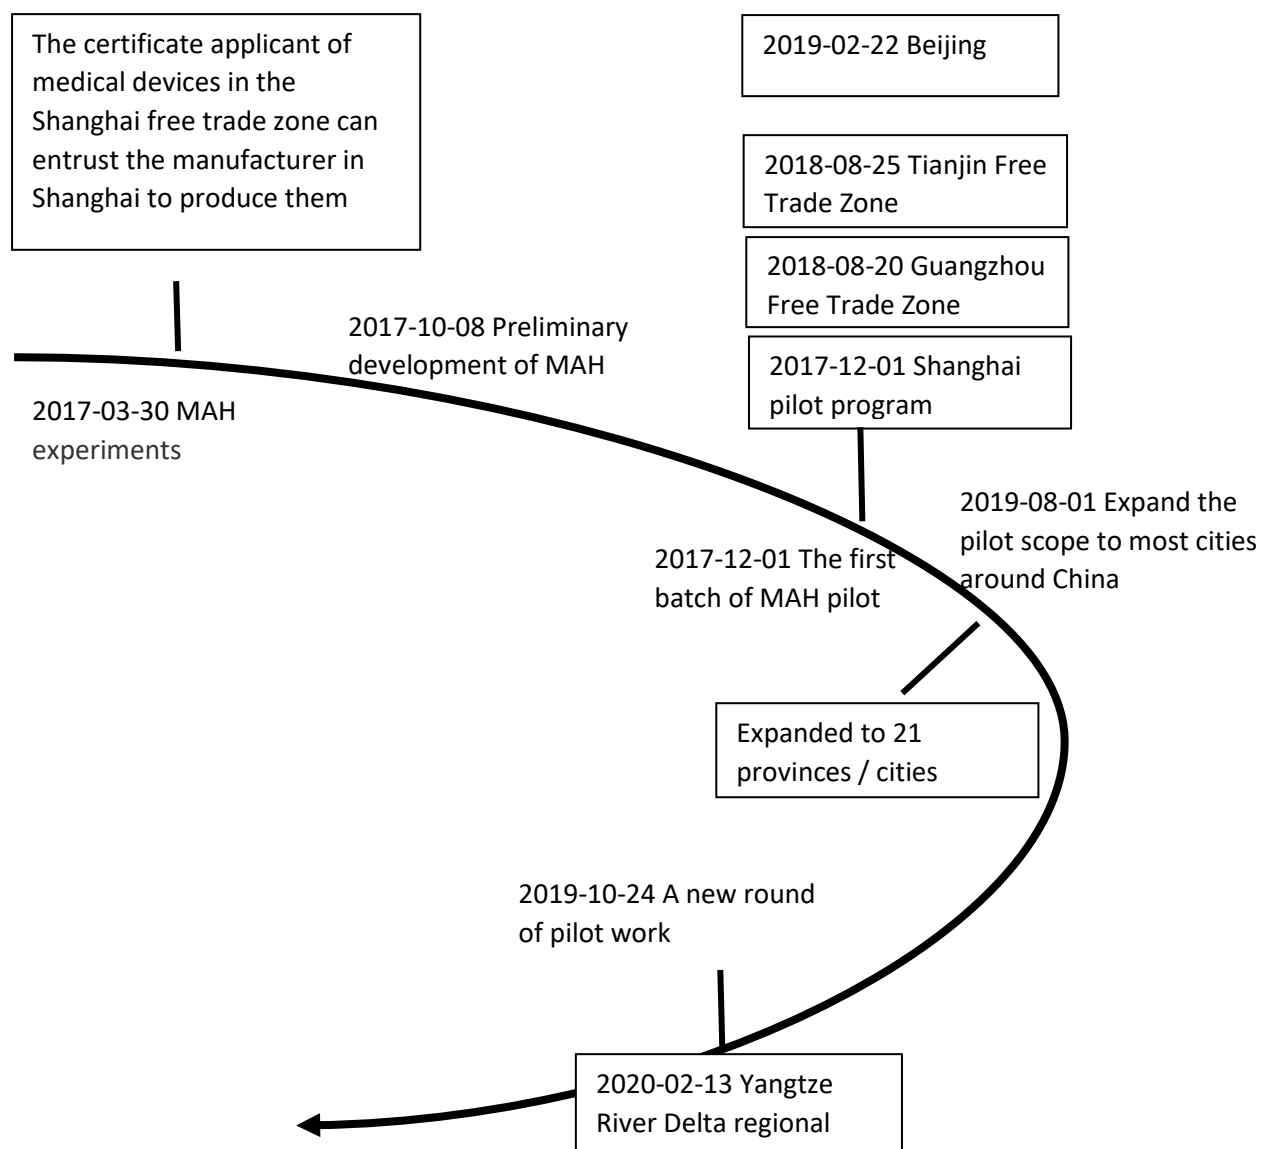 The certificate applicant of
medical devices in the
Shanghai free trade zone can
entrust the manufacturer in
Shanghai to produce them
2019-02-22 Beijing
2018-08-25 Tianjin Free
Trade Zone
2018-08-20 Guangzhou
Free Trade Zone
2017-12-01 Shanghai
pilot program
2017-10-08 Preliminary
development of MAH
2017-03-30 MAH
experiments
2019-08-01 Expand the
pilot scope to most cities
around China
2017-12-01 The first
batch of MAH pilot
Expanded to 21
provinces / cities
2019-10-24 A new round
of pilot work
2020-02-13 Yangtze
River Delta regional